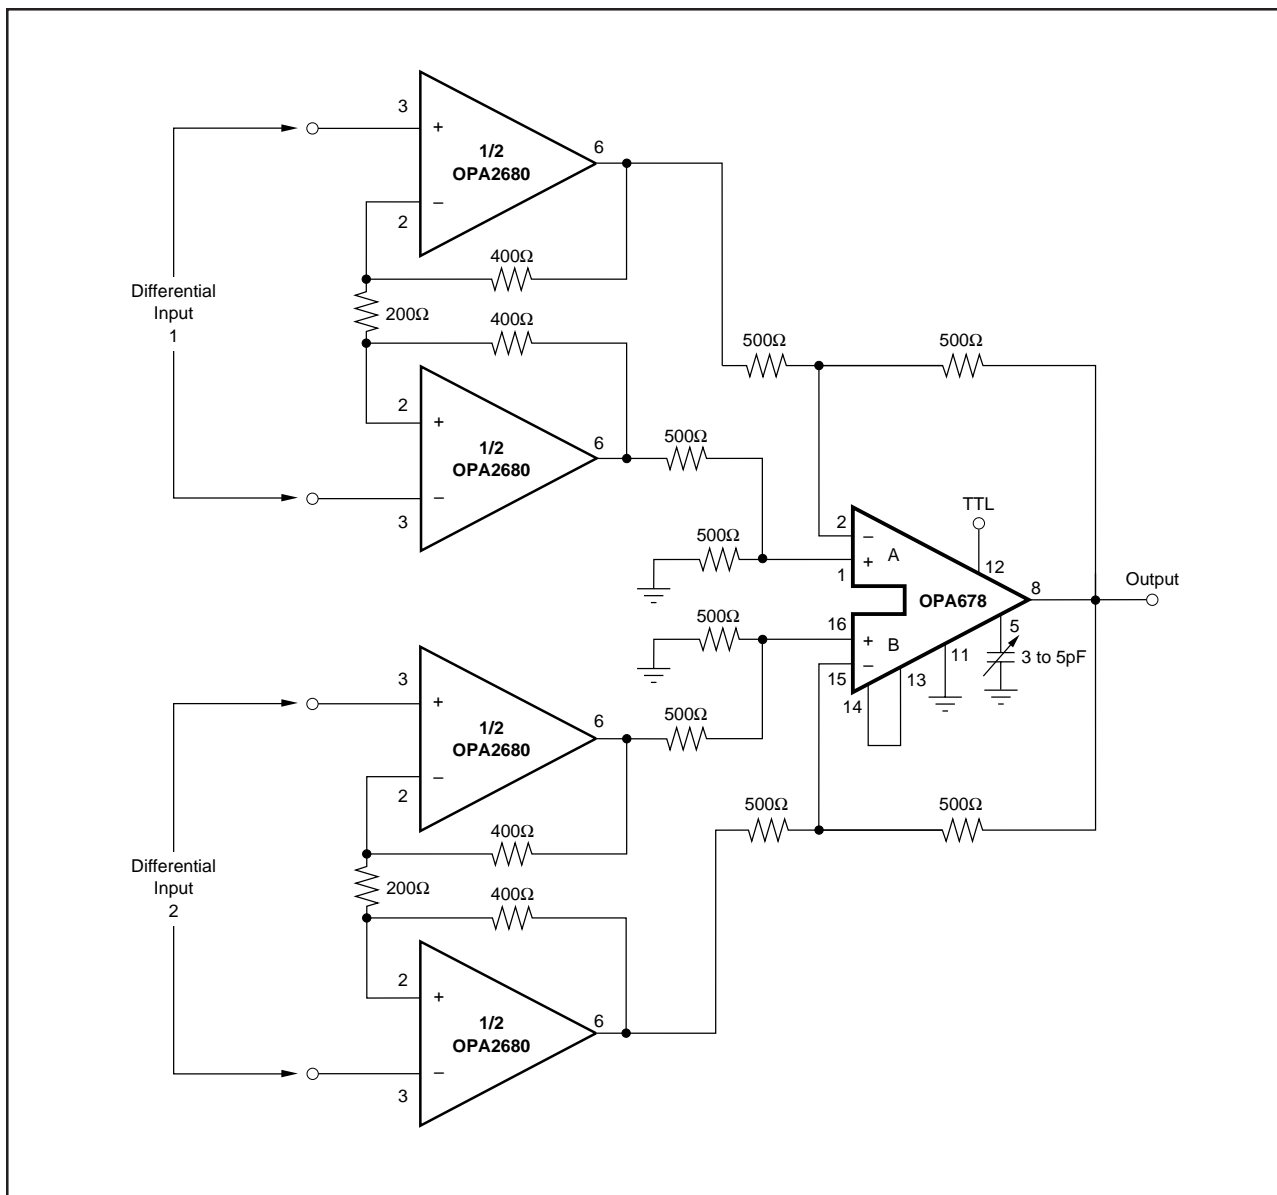 3
+
1/2
OPA2680
6
–
2
400Ω
Differential
Input
1
200Ω
400Ω
500Ω
500Ω
2
+
1/2
OPA2680
6
500Ω
–
3
TTL
500Ω
2
–
A
+
1
12
OPA678
8
Output
500Ω
16
+
B
–
15
5
11
3 to 5pF
13
14
3
+
1/2
OPA2680
6
500Ω
–
2
500Ω
500Ω
400Ω
Differential
Input
2
200Ω
400Ω
2
+
1/2
OPA2680
6
–
3